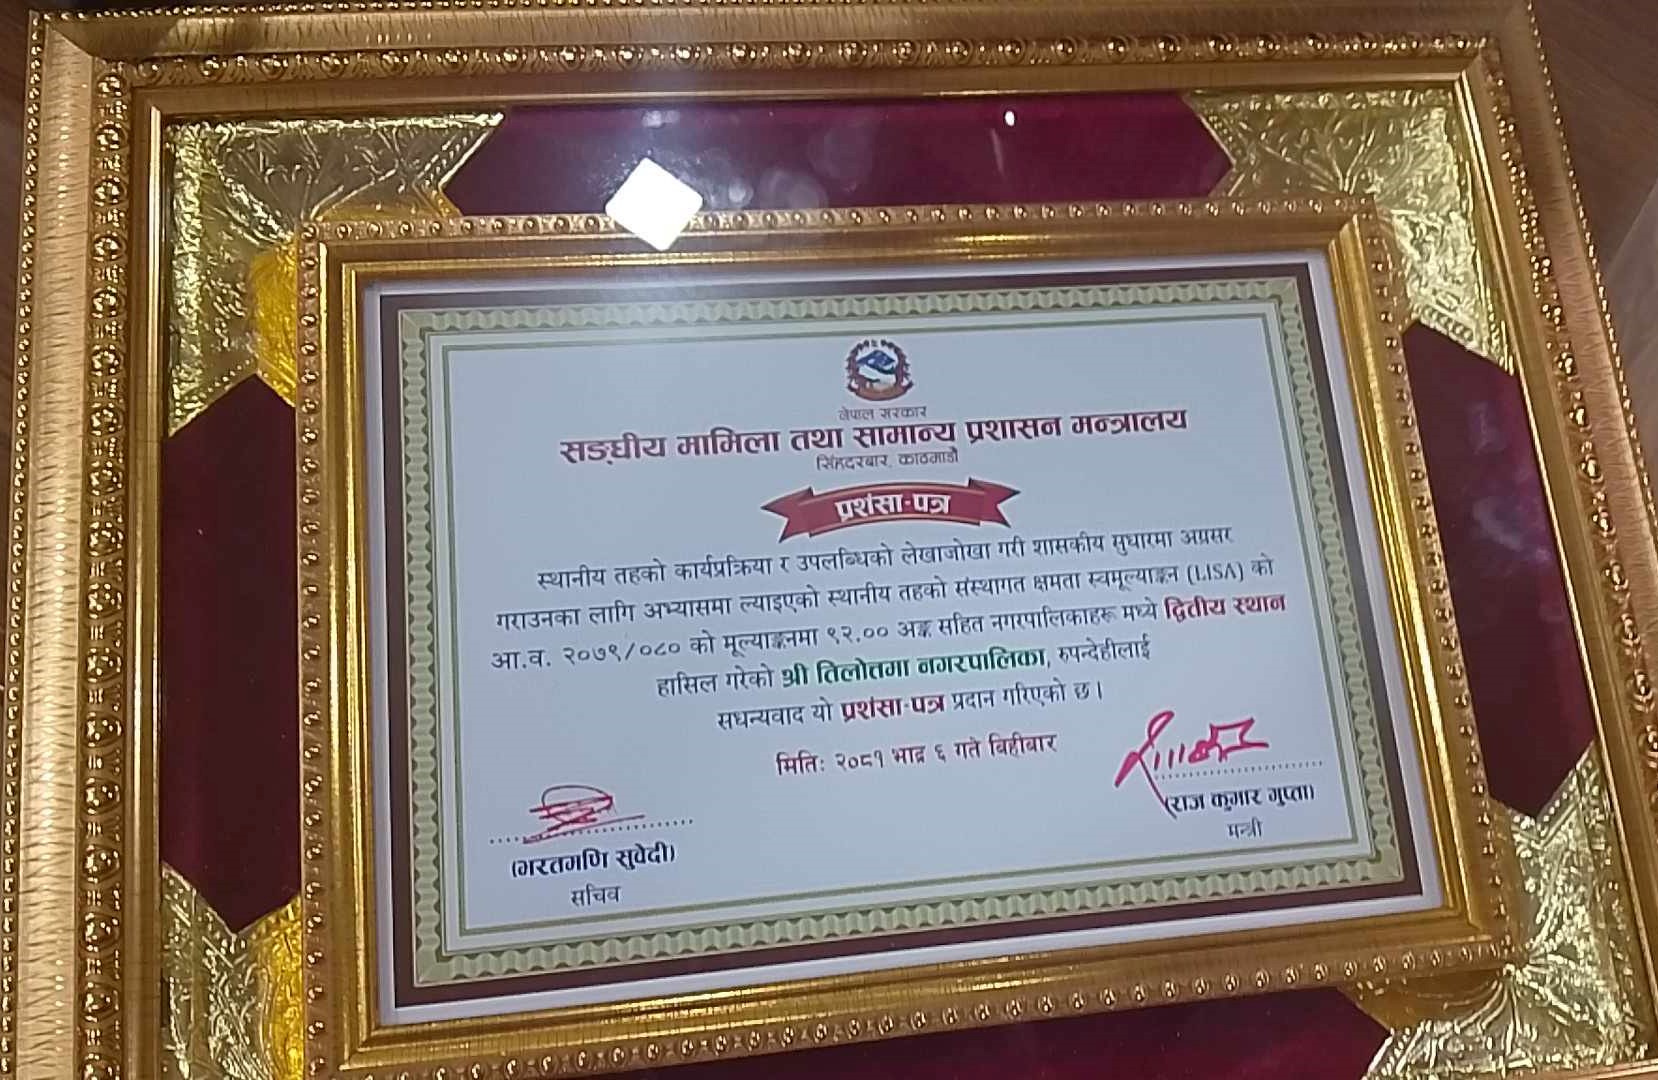 नेपाल सरकार
सङ्घीय मामिला तथा सामान्य प्रशासन मन्त्रालय
सिंहदरबार, काठमाडौं
प्रशंसा-पत्र
स्थानीय तहको कार्यप्रक्रिया र उपलब्धिको लेखाजोखा गरी शासकीय सुधारमा अग्रसर
गराउनका लागि अभ्यासमा ल्याइएको स्थानीय तहको संस्थागत क्षमता स्वमूल्याङ्कन (LISA) को
आ.व. २०७९/०८० को मूल्याङ्कनमा ९२.०० अङ्क सहित नगरपालिकाहरू मध्ये द्वितीय स्थान
हासिल गरेको श्री तिलोतमा नगरपालिका, रुपन्देहीलाई
सधन्यवाद यो प्रशंसा-पत्र प्रदान गरिएको छ।
मितिः २०८१ भाद्र ६ गते बिहीबार
(भरतमणि सुवेदी)
सचिव
(राज कुमार गुप्ता)
मन्त्री